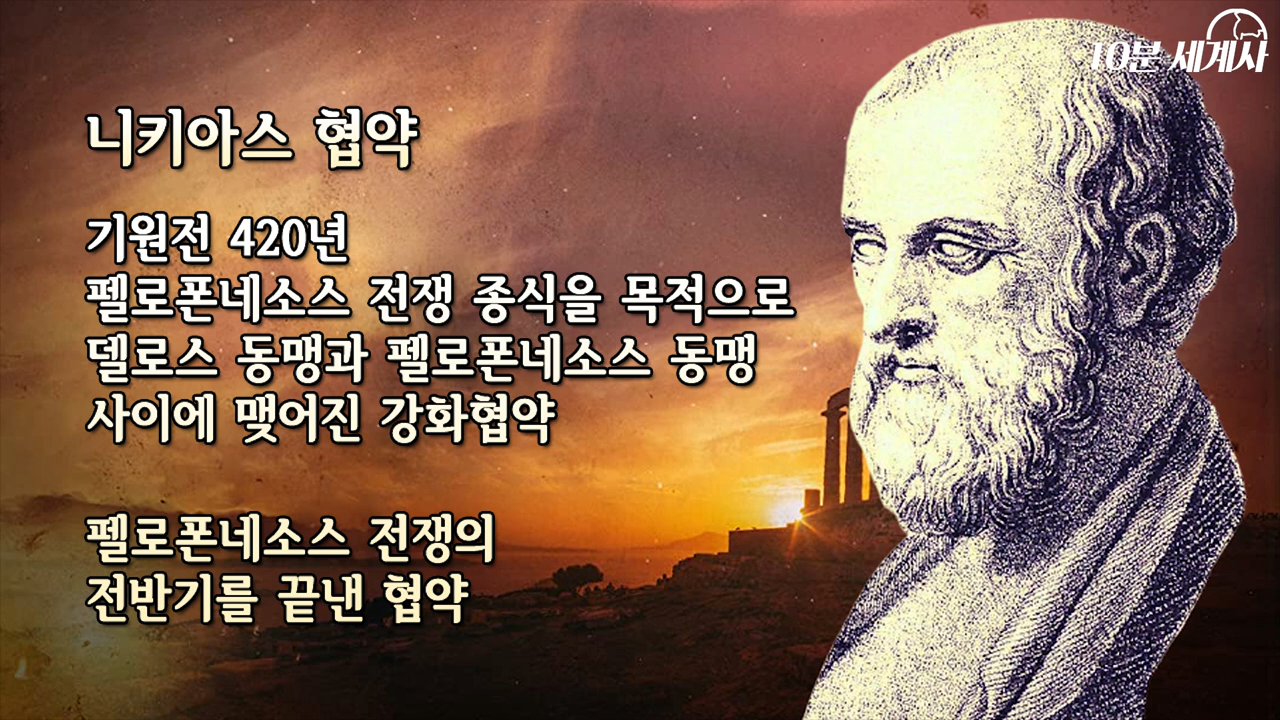 10분 세계사
니키아스 협약
기원전 420년
펠로폰네소스 전쟁 종식을 목적으로
델로스 동맹과 펠로폰네소스 동맹
사이에 맺어진 강화협약
펠로폰네소스 전쟁의
전반기를 끝낸 협약